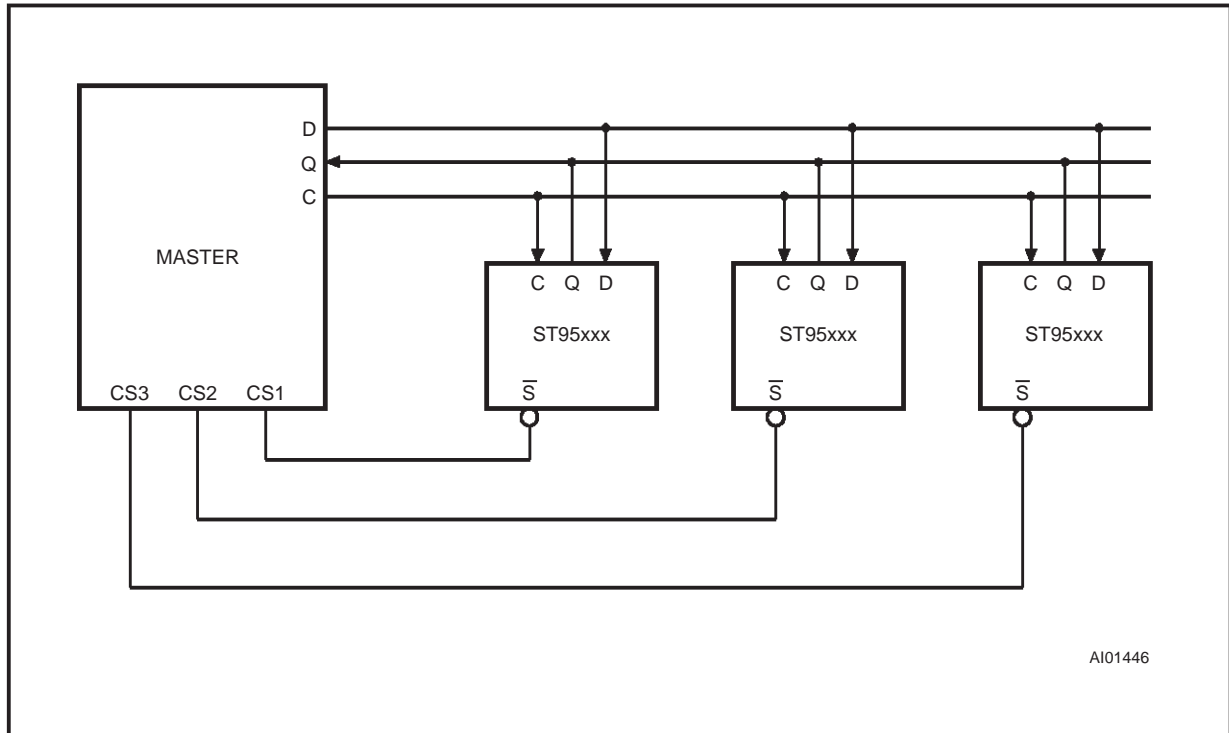 D
Q
C
MASTER
CS3 CS2 CS1
C Q D
ST95xxx
S̅
C Q D
ST95xxx
S̅
C Q D
ST95xxx
S̅
AI01446